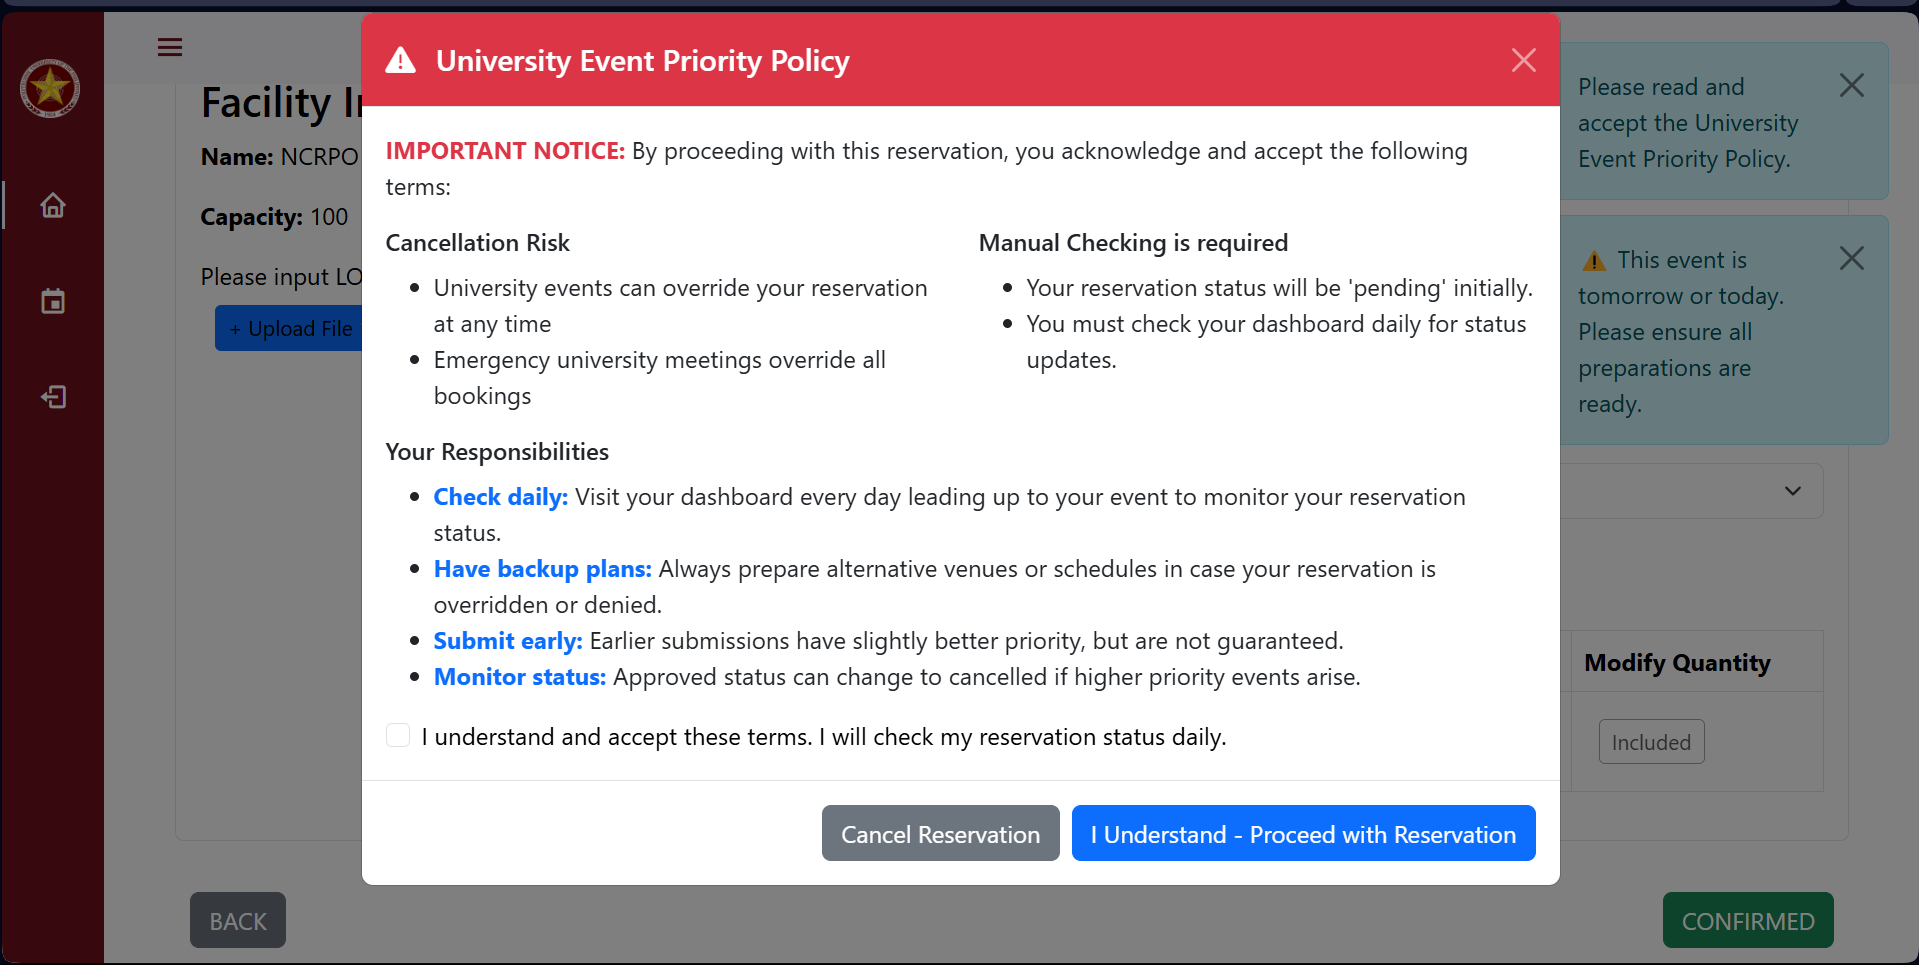 University Event Priority Policy
IMPORTANT NOTICE: By proceeding with this reservation, you acknowledge and accept the following
terms:
Cancellation Risk
University events can override your reservation
at any time
Emergency university meetings override all
bookings
Manual Checking is required
Your reservation status will be 'pending' initially.
You must check your dashboard daily for status
updates.
Your Responsibilities
Check daily: Visit your dashboard every day leading up to your event to monitor your reservation
status.
Have backup plans: Always prepare alternative venues or schedules in case your reservation is
overridden or denied.
Submit early: Earlier submissions have slightly better priority, but are not guaranteed.
Monitor status: Approved status can change to cancelled if higher priority events arise.
I understand and accept these terms. I will check my reservation status daily.
Cancel Reservation
I Understand - Proceed with Reservation
Facility
Name: NCRPO
Capacity: 100
Please input
+ Upload File
Please read and
accept the University
Event Priority Policy.
This event is
tomorrow or today.
Please ensure all
preparations are
ready.
Modify Quantity
Included
BACK
CONFIRMED